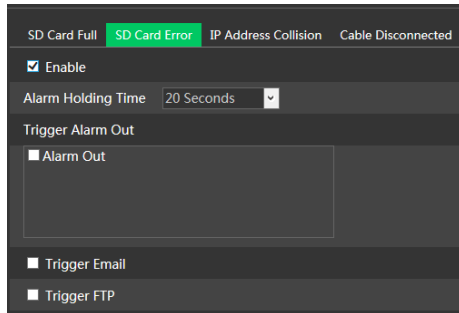 SD Card Full SD Card Error IP Address Collision Cable Disconnected
Enable
Alarm Holding Time 20 Seconds
Trigger Alarm Out
Alarm Out
Trigger Email
Trigger FTP